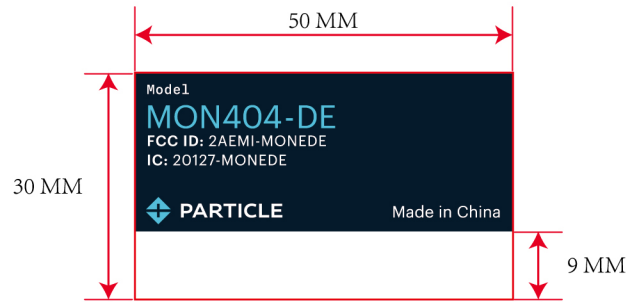 50 MM
Model
MON404-DE
FCC ID: 2AEMI-MONEDE
IC: 20127-MONEDE
30 MM
PARTICLE Made in China
9 MM